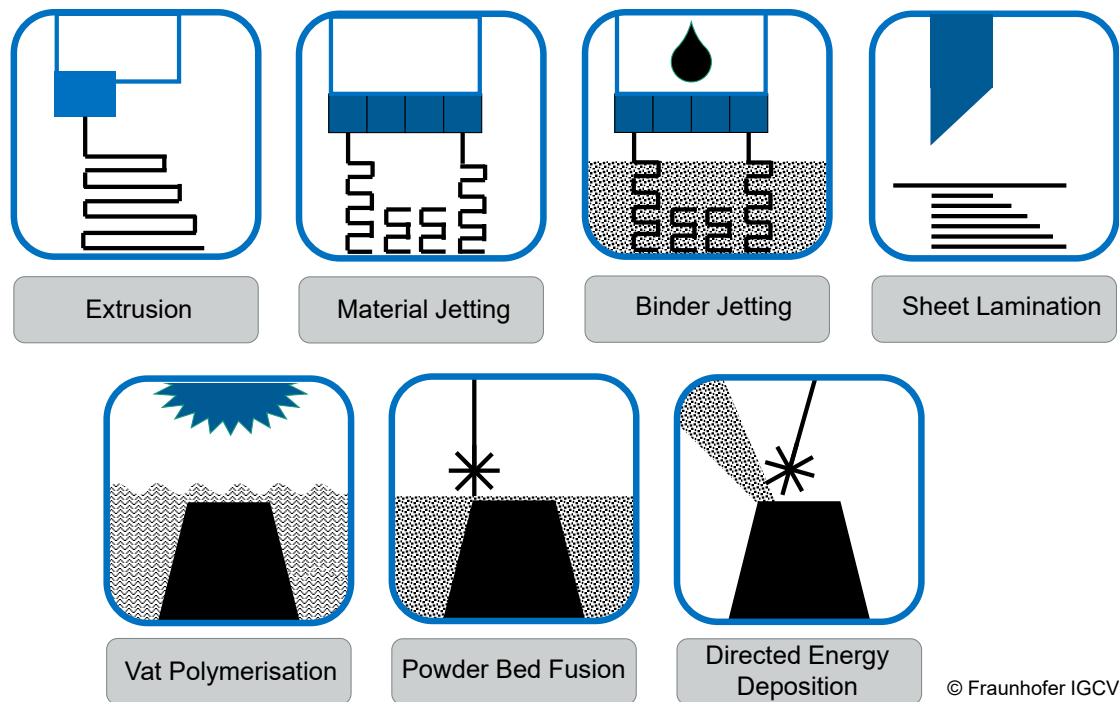 Extrusion
Material Jetting
Binder Jetting
Sheet Lamination
Vat Polymerisation
Powder Bed Fusion
Directed Energy
Deposition
© Fraunhofer IGCV